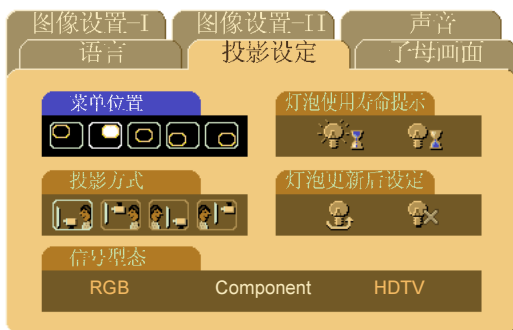 图像设置-I 图像设置-II 声音
语言 投影设定 子母画面
菜单位置 灯泡使用寿命提示
投影方式 灯泡更新后设定
信号型态
RGB Component HDTV